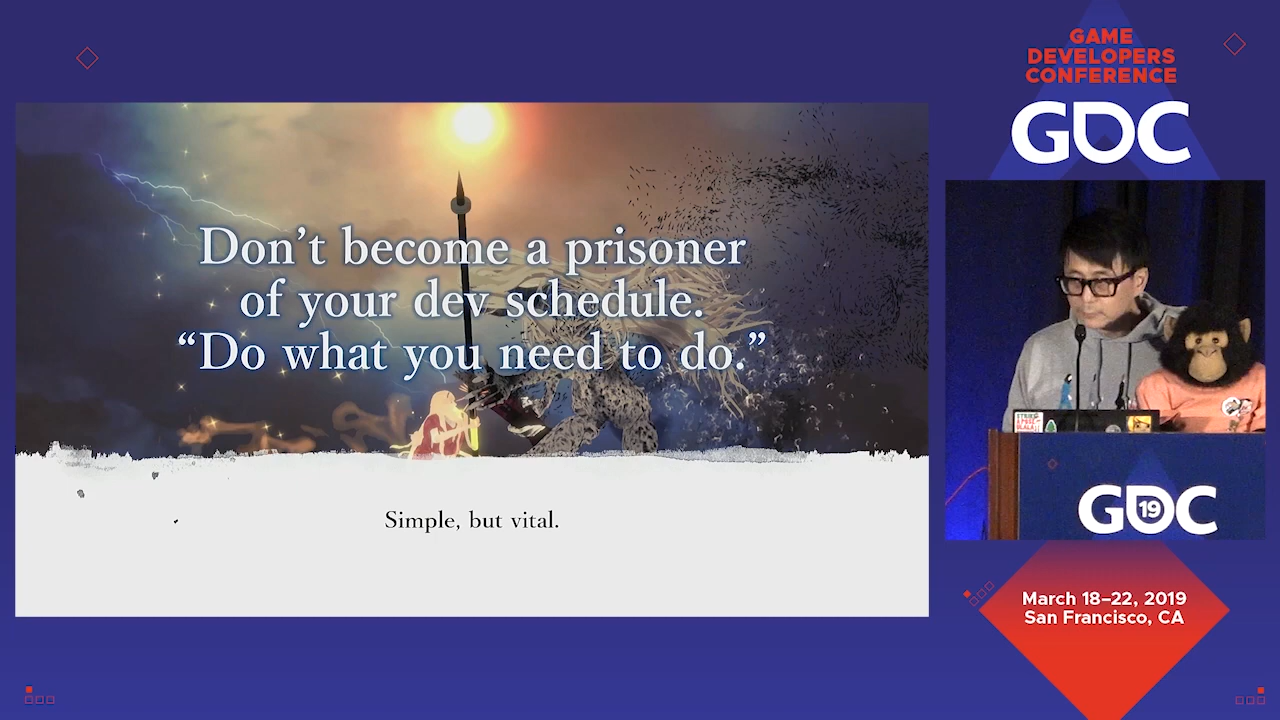 GAME
DEVELOPERS
CONFERENCE
GDC
Don’t become a prisoner
of your dev schedule.
“Do what you need to do.”
Simple, but vital.
GDC
19
March 18–22, 2019
San Francisco, CA